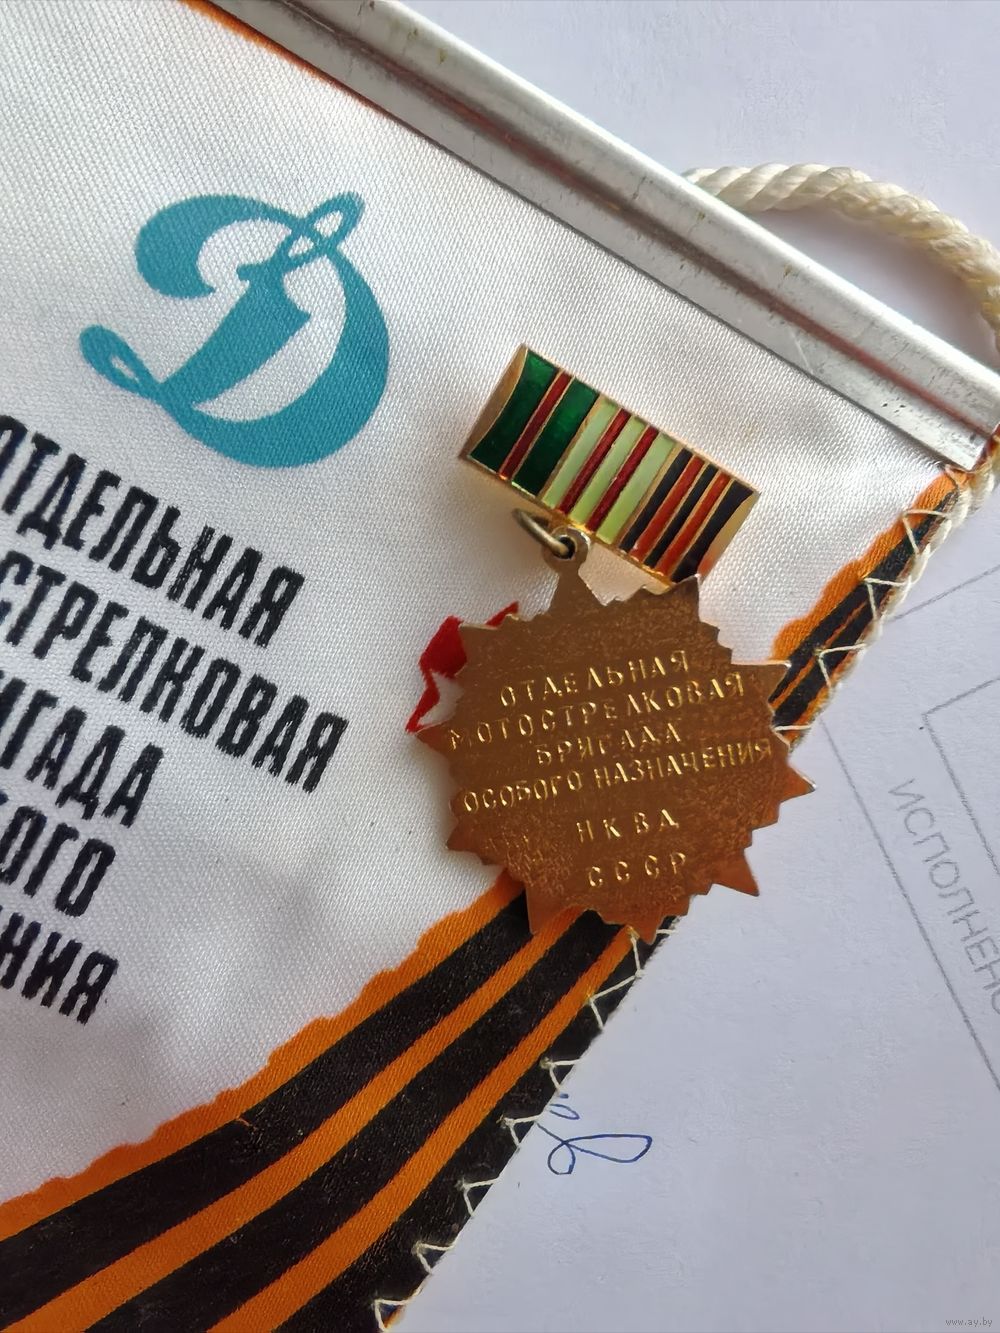 Д
ОТДЕЛЬНАЯ
СТРЕЛКОВАЯ
ИГАДА
ОГО
НИЯ
ОТДЕЛЬНАЯ
МОТОСТРЕЛКОВАЯ
БРИГАДА
ОСОБОГО НАЗНАЧЕНИЯ
НКВД
СССР
ИСПОЛНЕНО
www.ay.by